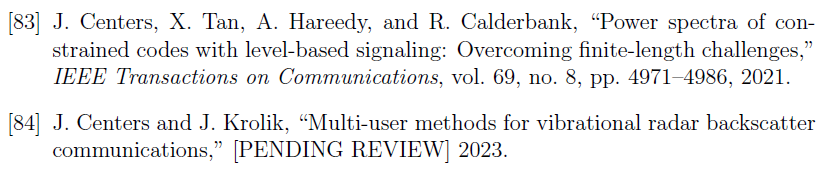 [83] J. Centers, X. Tan, A. Hareedy, and R. Calderbank, “Power spectra of con-
strained codes with level-based signaling: Overcoming finite-length challenges,”
IEEE Transactions on Communications, vol. 69, no. 8, pp. 4971–4986, 2021.
[84] J. Centers and J. Krolik, “Multi-user methods for vibrational radar backscatter
communications,” [PENDING REVIEW] 2023.